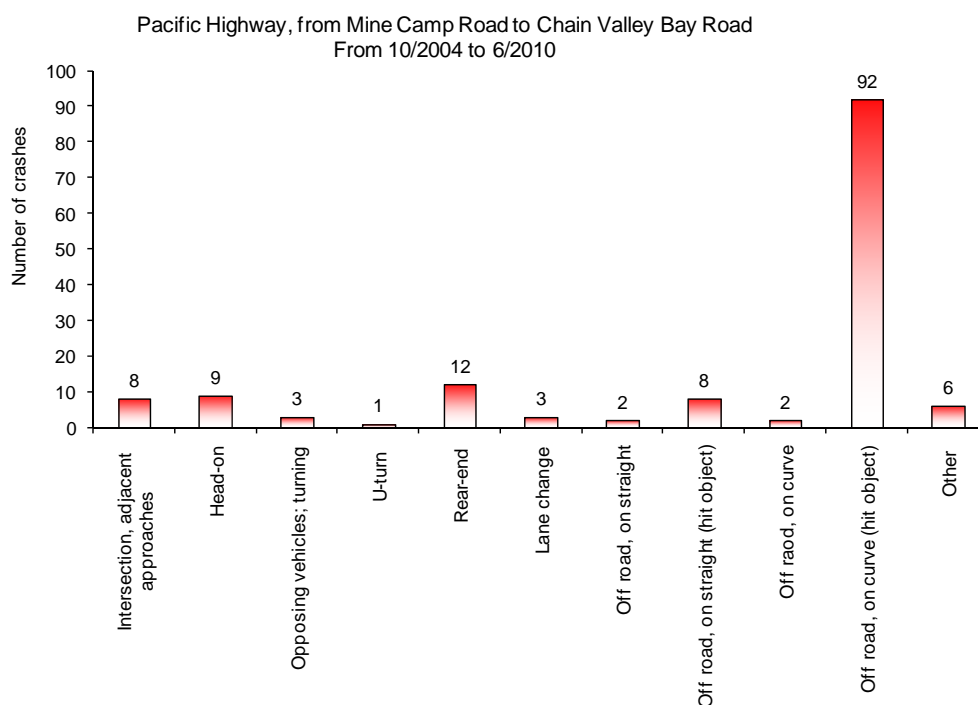 Pacific Highway, from Mine Camp Road to Chain Valley Bay Road
From 10/2004 to 6/2010
Number of crashes
100
90
80
70
60
50
40
30
20
10
0
8
9
3
1
12
3
2
8
2
92
6
Intersection, adjacent
approaches
Head-on
Opposing vehicles; turning
U-turn
Rear-end
Lane change
Off road, on straight
Off road, on straight (hit object)
Off raod, on curve
Off road, on curve (hit object)
Other